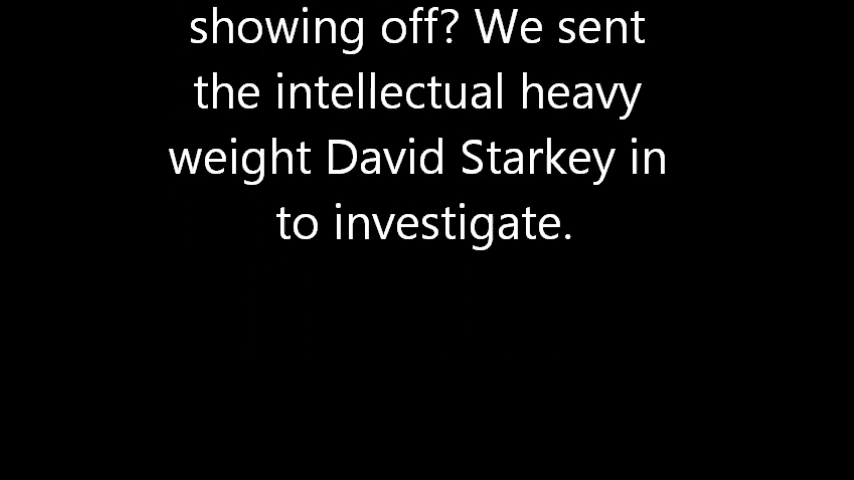 showing off? We sent
the intellectual heavy
weight David Starkey in
to investigate.